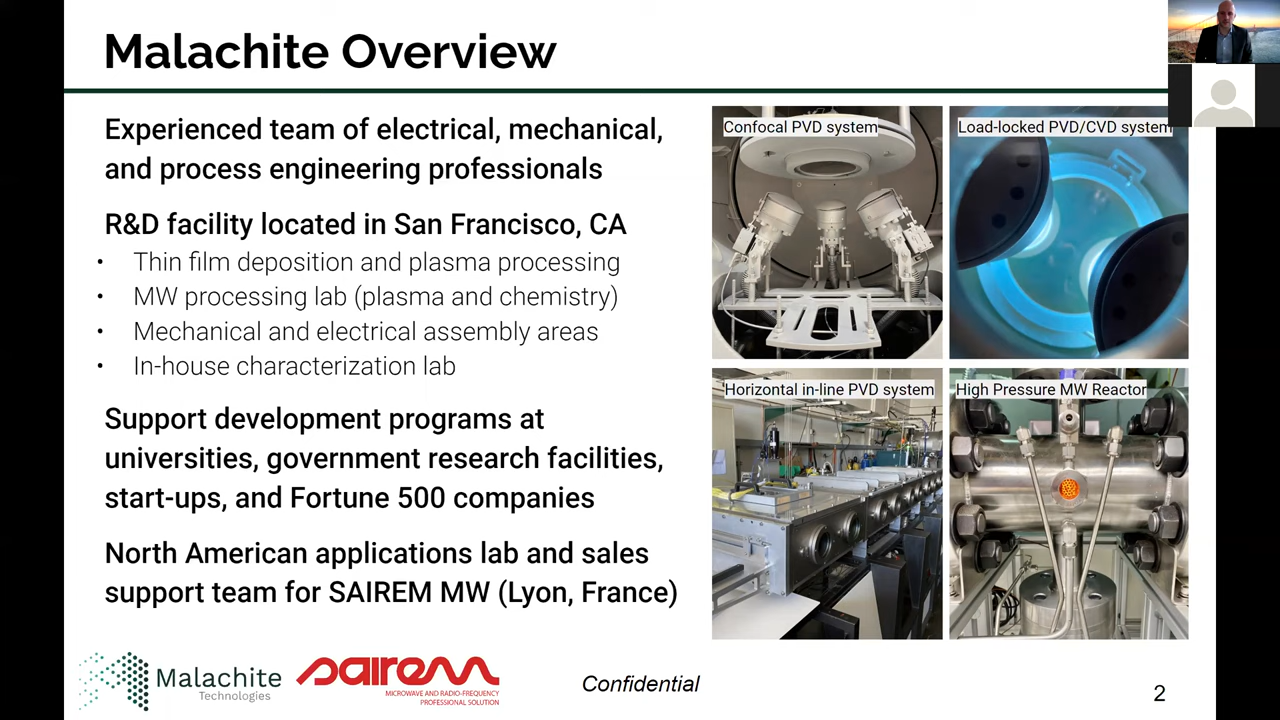 Malachite Overview
Experienced team of electrical, mechanical,
and process engineering professionals
R&D facility located in San Francisco, CA
• Thin film deposition and plasma processing
• MW processing lab (plasma and chemistry)
• Mechanical and electrical assembly areas
• In-house characterization lab
Support development programs at
universities, government research facilities,
start-ups, and Fortune 500 companies
North American applications lab and sales
support team for SAIREM MW (Lyon, France)
Confocal PVD system
Load-locked PVD/CVD system
Horizontal in-line PVD system
High Pressure MW Reactor
Malachite
Technologies
sairem
MICROWAVE AND RADIO-FREQUENCY
PROFESSIONAL SOLUTION
Confidential
2